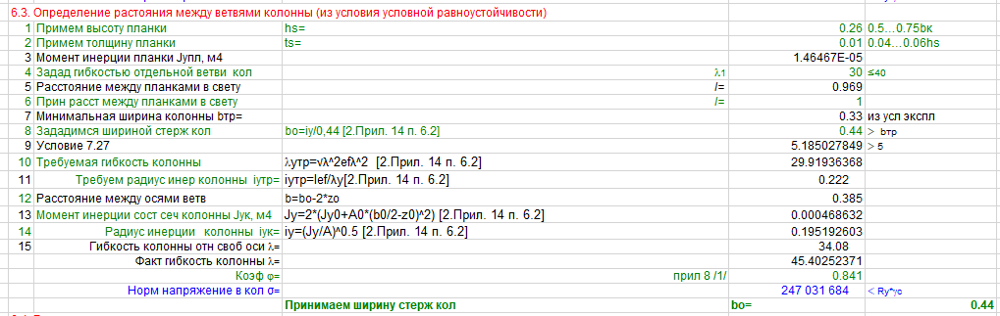 6.3. Определение растояния между ветвями колонны (из условия условной равноустойчивости)
1 Примем высоту планки hs= 0.26 0.5…0.75bк
2 Примем толщину планки ts= 0.01 0.04…0.06hs
3 Момент инерции планки Jупл, м4 1.46467E-05
4 Задад гибкостью отдельной ветви кол λ1 30 ≤40
5 Расстояние между планками в свету l= 0.969
6 Прин расст между планками в свету l= 1
7 Минимальная ширина колонны bтр= 0.33 из усл экспл
8 Зададимся шириной стерж кол bo=iy/0,44 [2.Прил. 14 п. 6.2] 0.44 > bтр
9 Условие 7.27 5.185027849 > 5
10 Требуемая гибкость колонны λyтр=νλ^2efλ^2 [2.Прил. 14 п. 6.2] 29.91936368
11 Требуем радиус инер колонны iyтр= iyтр=lef/λy[2.Прил. 14 п. 6.2] 0.222
12 Расстояние между осями ветв b=bo-2*zo 0.385
13 Момент инерции сост сеч колонны Jук, м4 Jy=2*(Jy0+A0*(b0/2-z0)^2) [2.Прил. 14 п. 6.2] 0.000468632
14 Радиус инерции колонны iyк= iy=(Jy/A)^0.5 [2.Прил. 14 п. 6.2] 0.195192603
15 Гибкость колонны отн своб оси λ= 34.08
Факт гибкость колонны λ= 45.40252371
Коэф φ= прил 8 /1/ 0.841
Норм напряжение в кол σ= 247 031 684 < Ry*γc
Принимаем ширину стерж кол bo= 0.44